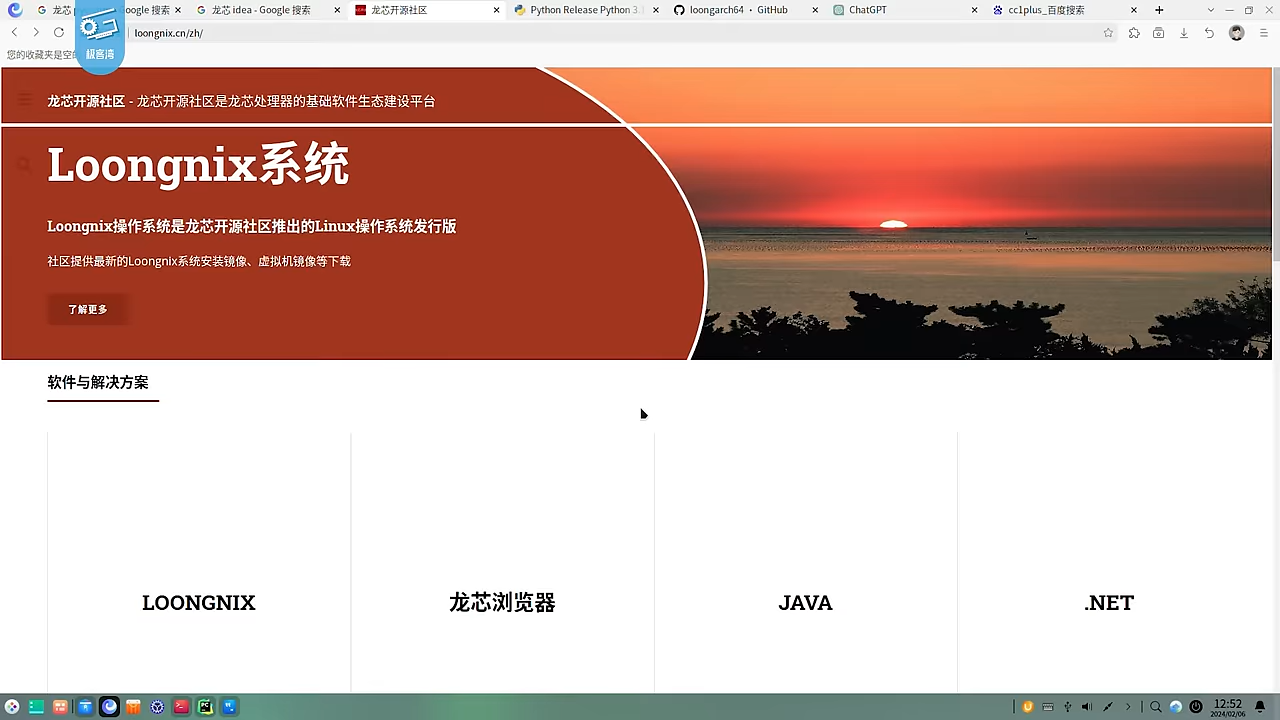 龙芯
Google 搜索
龙芯 idea - Google 搜索
龙芯开源社区
Python Release Python 3.
loongarch64 · GitHub
ChatGPT
cc1plus_百度搜索
loongnix.cn/zh/
您的收藏夹是空的
极客湾
龙芯开源社区 - 龙芯开源社区是龙芯处理器的基础软件生态建设平台
Loongnix系统
Loongnix操作系统是龙芯开源社区推出的Linux操作系统发行版
社区提供最新的Loongnix系统安装镜像、虚拟机镜像等下载
了解更多
软件与解决方案
LOONGNIX
龙芯浏览器
JAVA
.NET
12:52
2024/02/06